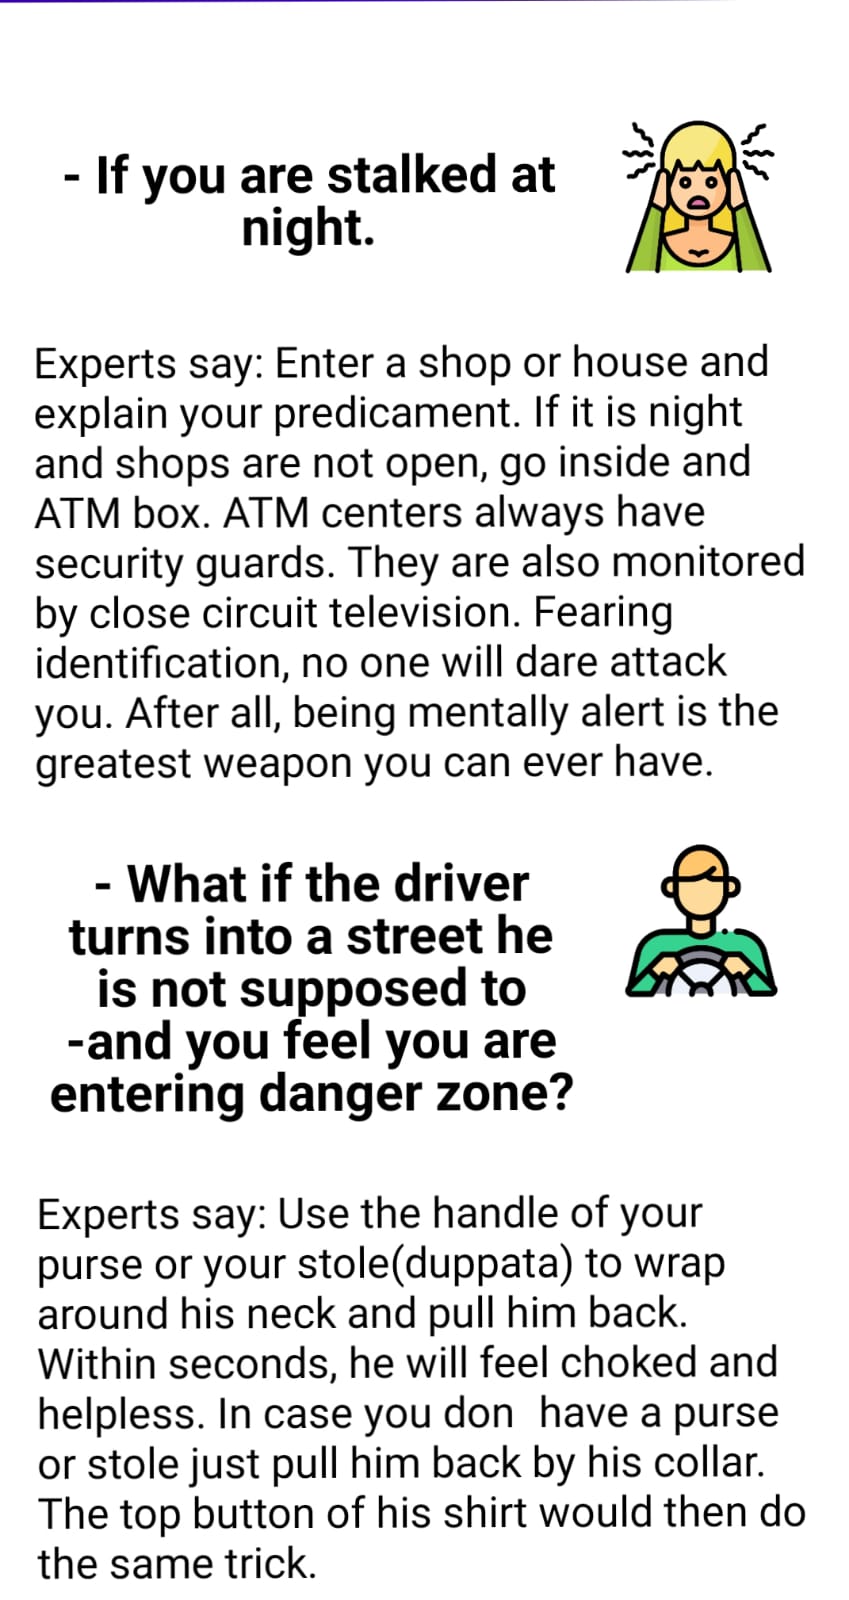 - If you are stalked at
night.
Experts say: Enter a shop or house and
explain your predicament. If it is night
and shops are not open, go inside and
ATM box. ATM centers always have
security guards. They are also monitored
by close circuit television. Fearing
identification, no one will dare attack
you. After all, being mentally alert is the
greatest weapon you can ever have.
- What if the driver
turns into a street he
is not supposed to
-and you feel you are
entering danger zone?
Experts say: Use the handle of your
purse or your stole(duppata) to wrap
around his neck and pull him back.
Within seconds, he will feel choked and
helpless. In case you don  have a purse
or stole just pull him back by his collar.
The top button of his shirt would then do
the same trick.